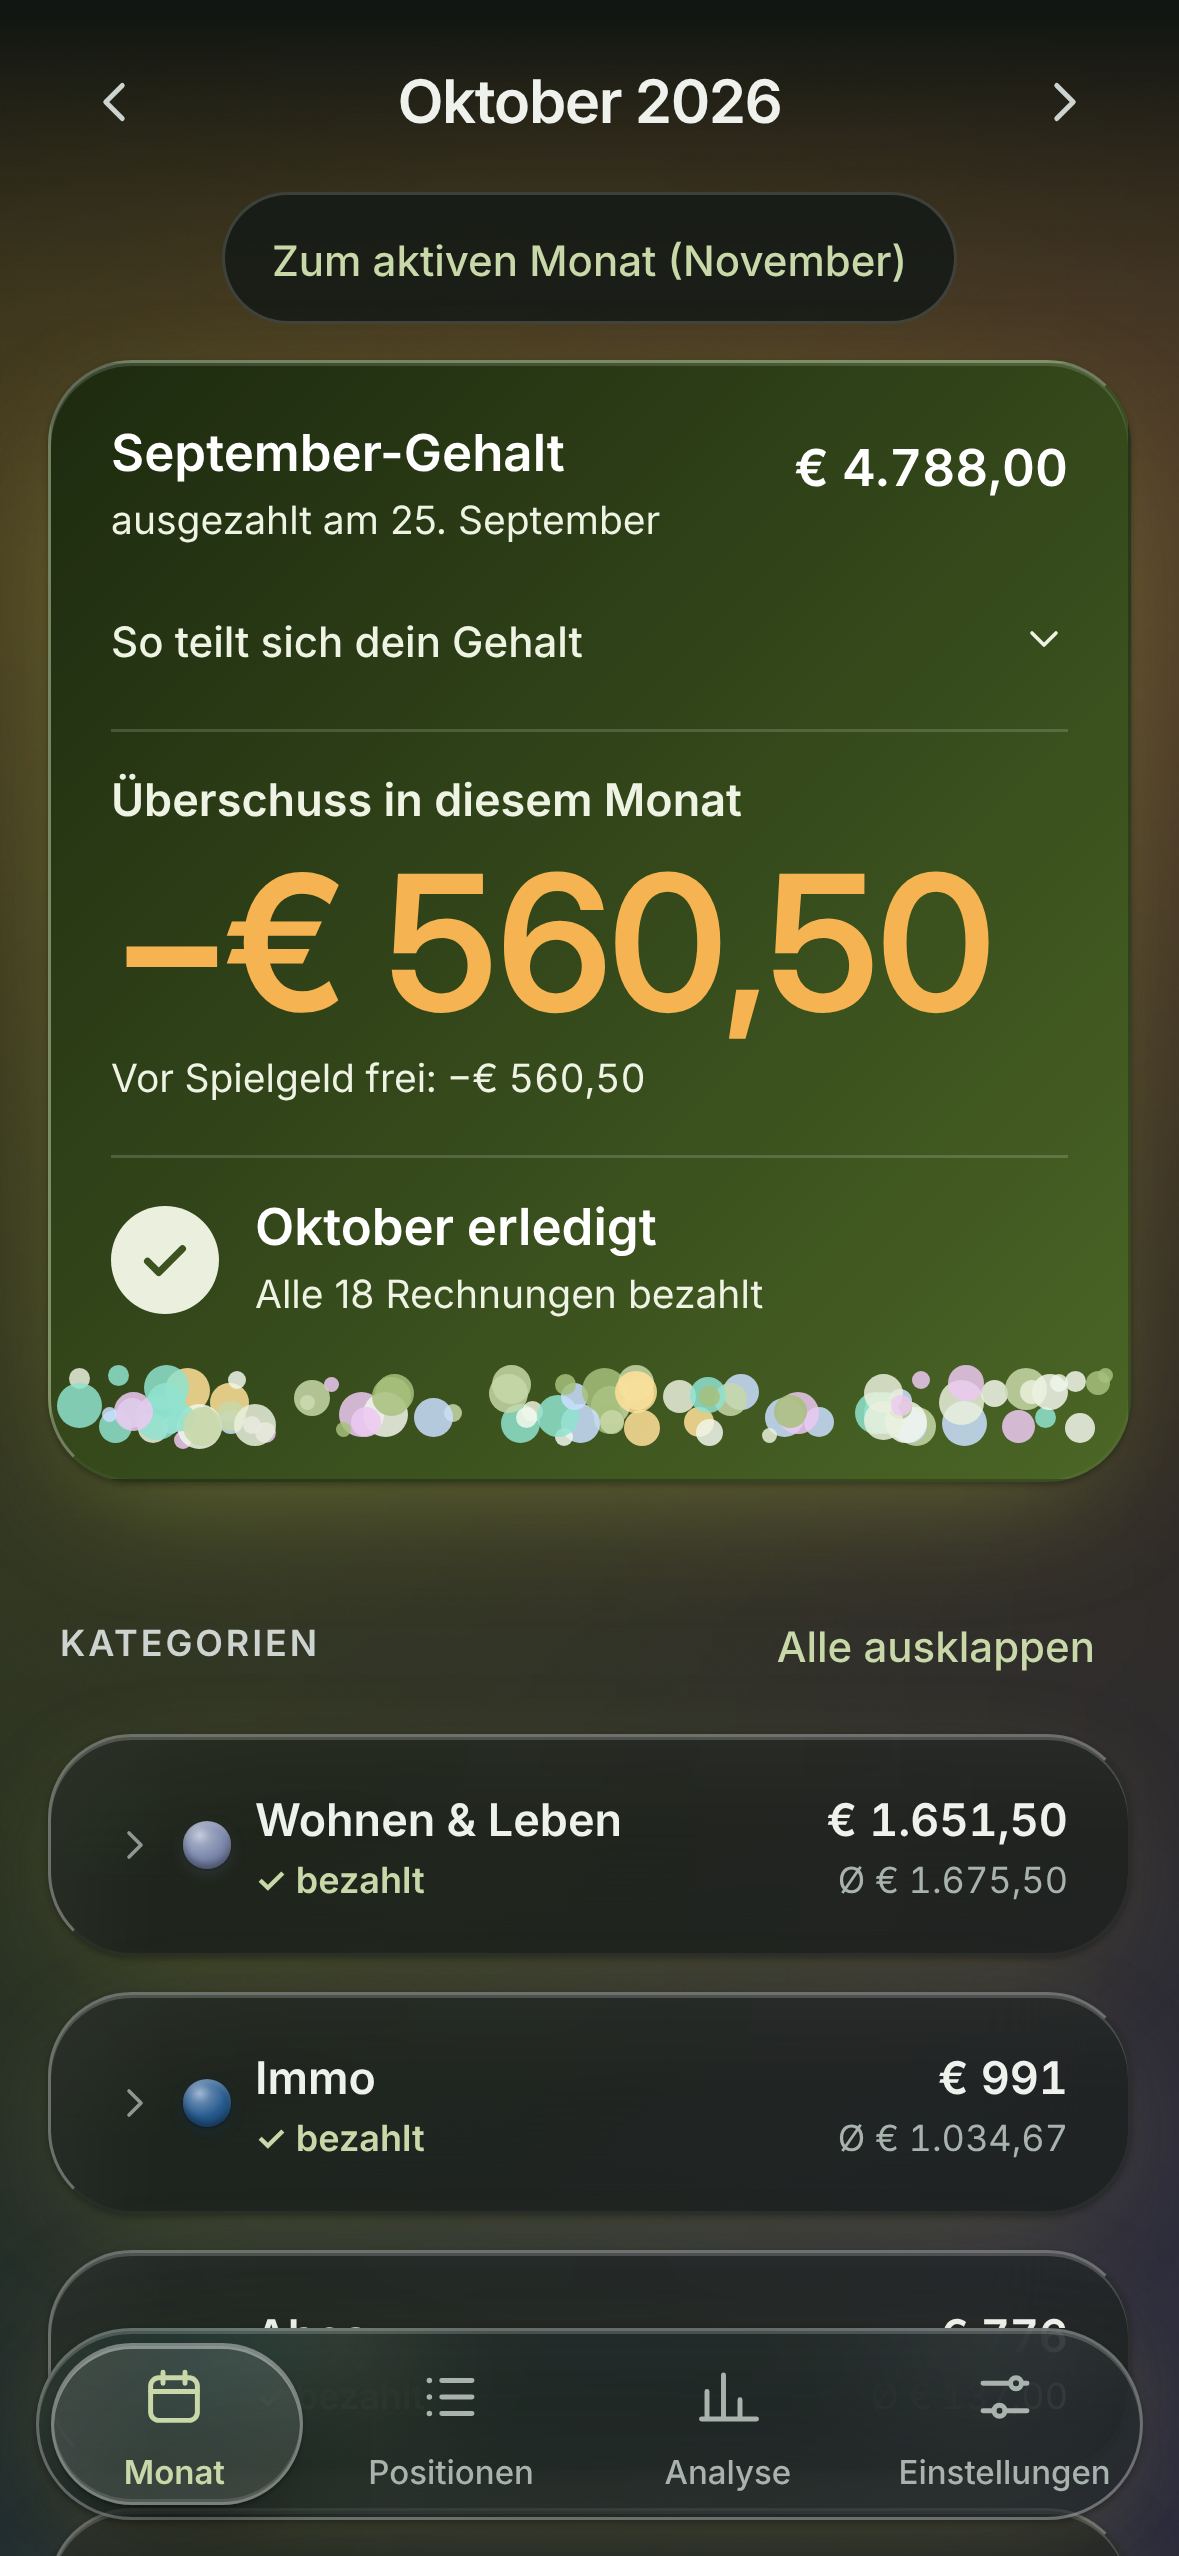 Oktober 2026
Zum aktiven Monat (November)
September-Gehalt
€ 4.788,00
ausgezahlt am 25. September
So teilt sich dein Gehalt
Überschuss in diesem Monat
−€ 560,50
Vor Spielgeld frei: −€ 560,50
Oktober erledigt
Alle 18 Rechnungen bezahlt
KATEGORIEN
Alle ausklappen
Wohnen & Leben
€ 1.651,50
✓ bezahlt
Ø € 1.675,50
Immo
€ 991
✓ bezahlt
Ø € 1.034,67
€ 776
✓ bezahlt
Monat
Positionen
Analyse
Einstellungen